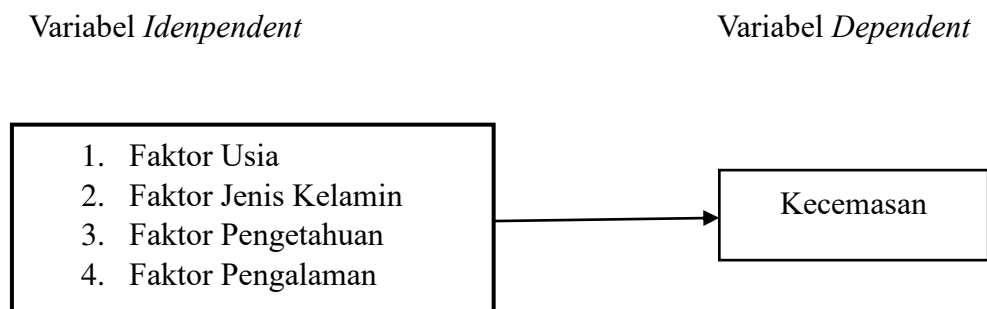 Variabel Idenpendent
Variabel Dependent
1. Faktor Usia
2. Faktor Jenis Kelamin
3. Faktor Pengetahuan
4. Faktor Pengalaman
Kecemasan